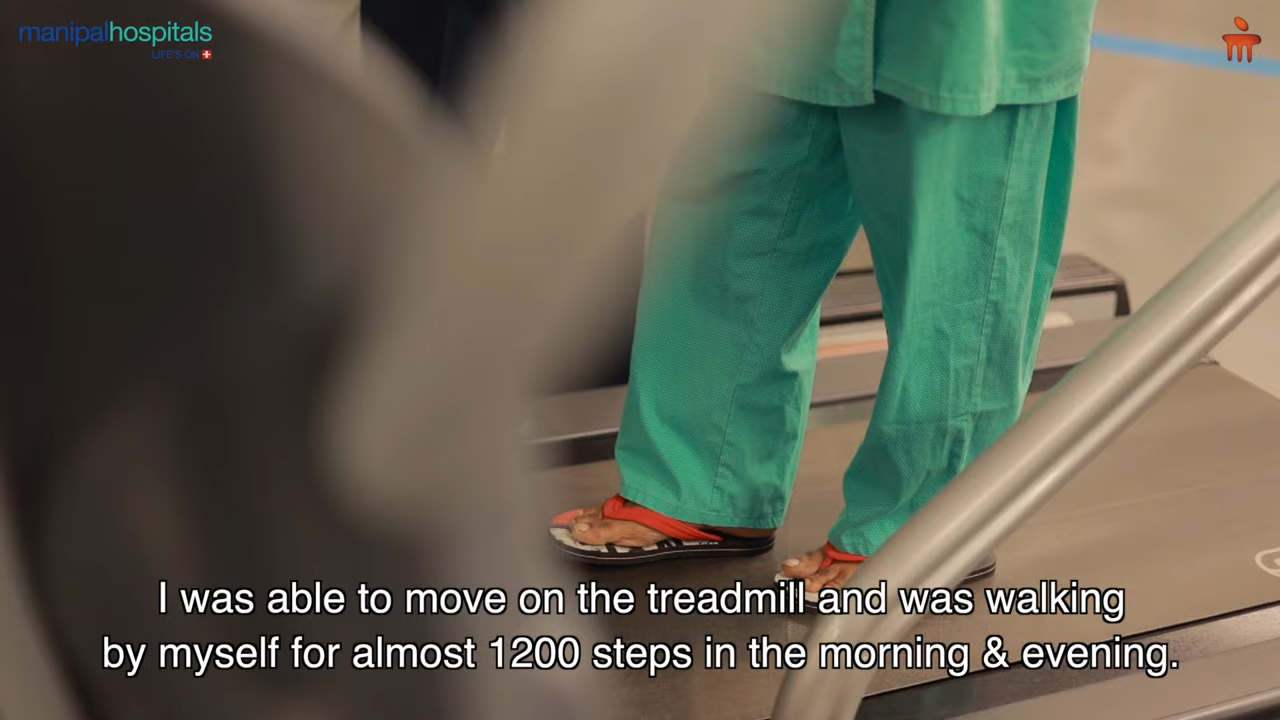 manipalhospitals
LIFE'S ON
I was able to move on the treadmill and was walking
by myself for almost 1200 steps in the morning & evening.